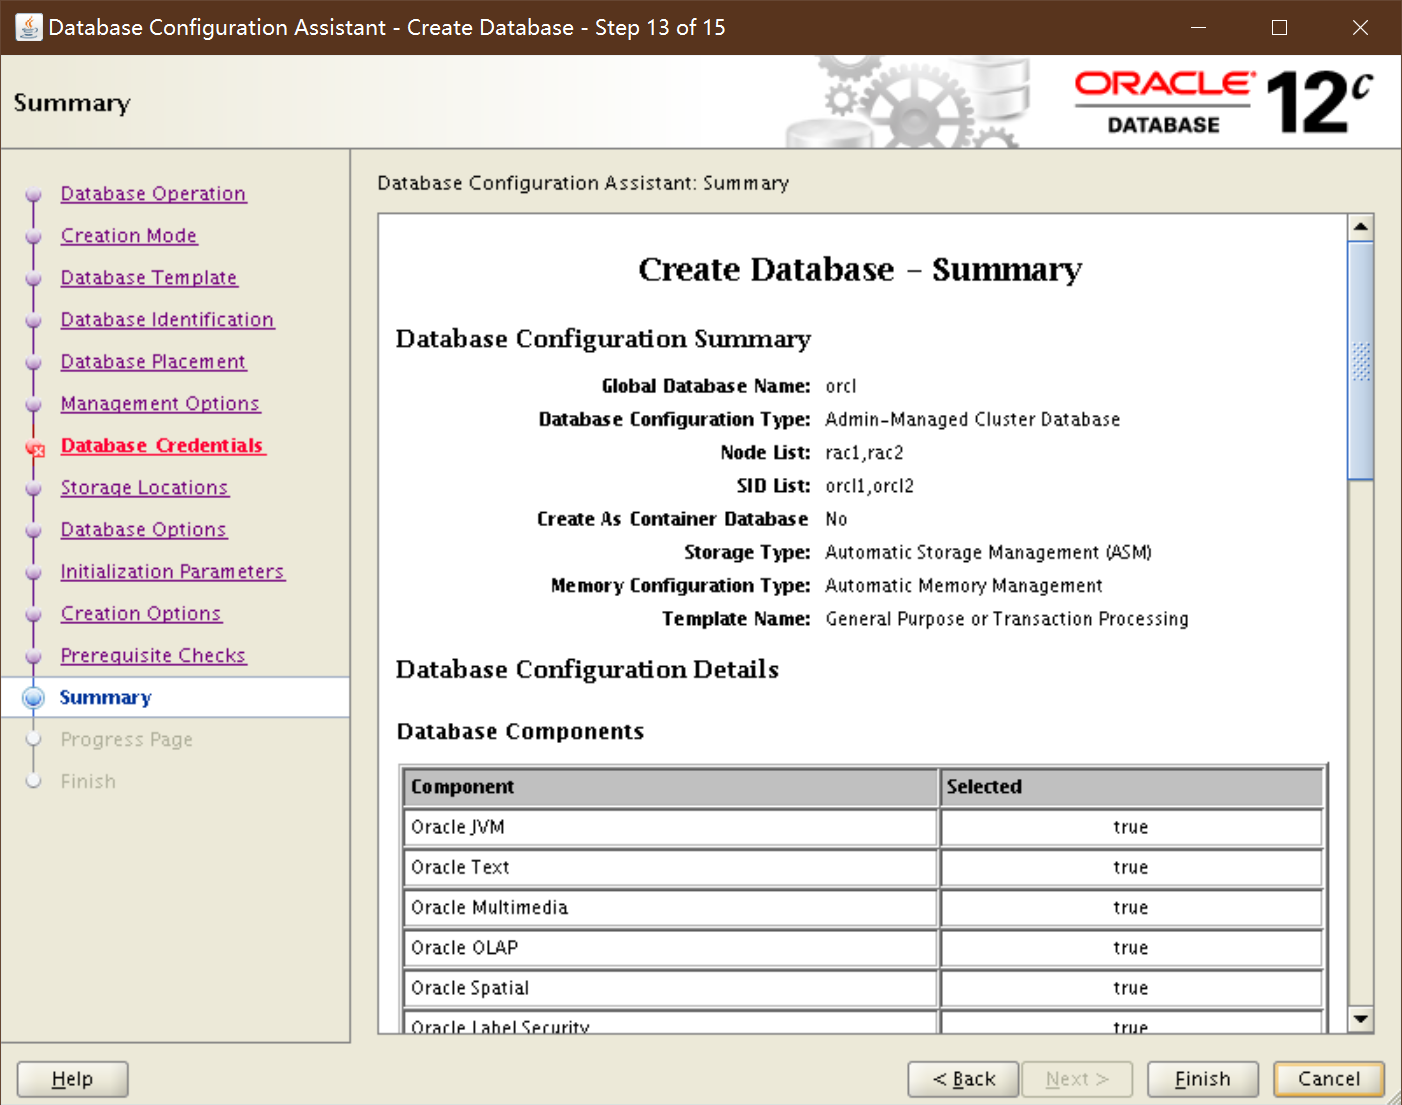 Database Configuration Assistant - Create Database - Step 13 of 15
Summary
ORACLE
DATABASE
12c
Database Operation
Creation Mode
Database Template
Database Identification
Database Placement
Management Options
Database Credentials
Storage Locations
Database Options
Initialization Parameters
Creation Options
Prerequisite Checks
Summary
Progress Page
Finish
Database Configuration Assistant: Summary
Create Database - Summary
Database Configuration Summary
Global Database Name: orcl
Database Configuration Type: Admin-Managed Cluster Database
Node List: rac1,rac2
SID List: orcl1,orcl2
Create As Container Database No
Storage Type: Automatic Storage Management (ASM)
Memory Configuration Type: Automatic Memory Management
Template Name: General Purpose or Transaction Processing
Database Configuration Details
Database Components
Component Selected
Oracle JVM true
Oracle Text true
Oracle Multimedia true
Oracle OLAP true
Oracle Spatial true
Oracle Label Security true
Help
< Back
Next >
Finish
Cancel